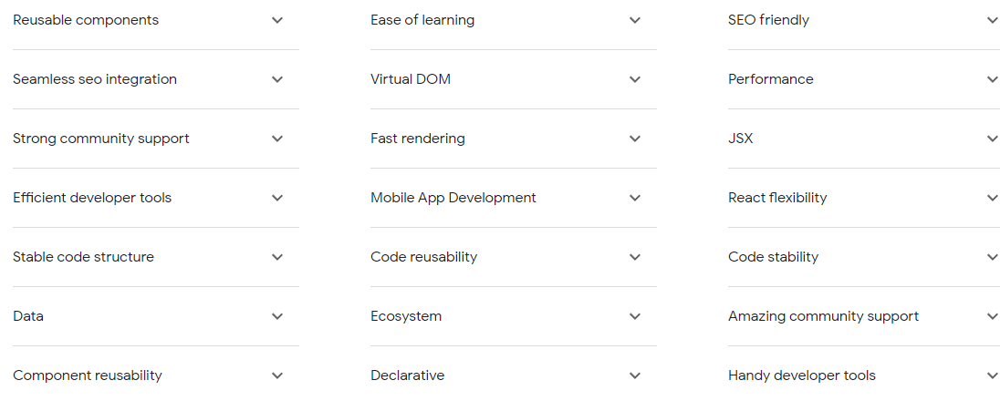 Reusable components
Ease of learning
SEO friendly
Seamless seo integration
Virtual DOM
Performance
Strong community support
Fast rendering
JSX
Efficient developer tools
Mobile App Development
React flexibility
Stable code structure
Code reusability
Code stability
Data
Ecosystem
Amazing community support
Component reusability
Declarative
Handy developer tools